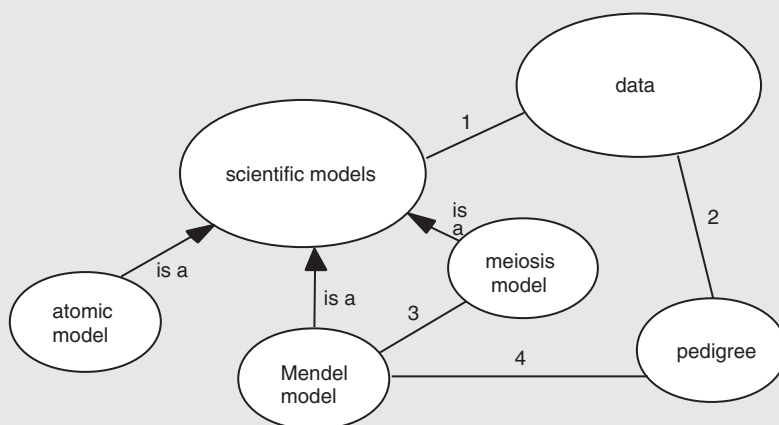 data
1
scientific models
is
a
2
is a
meiosis
model
is a
3
atomic
model
4
pedigree
Mendel
model